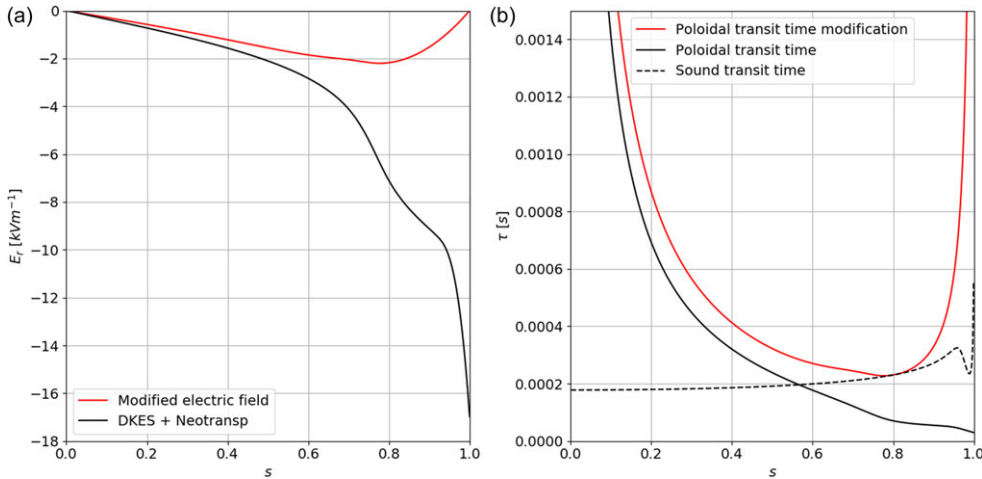 (a)
0
−2
−4
−6
−8
−10
−12
−14
−16
−18
E_r [kVm^{−1}]
Modified electric field
DKES + Neotransp
0.0 0.2 0.4 0.6 0.8 1.0
s
(b)
0.0014
0.0012
0.0010
0.0008
0.0006
0.0004
0.0002
0.0000
τ [s]
Poloidal transit time modification
Poloidal transit time
Sound transit time
0.0 0.2 0.4 0.6 0.8 1.0
s